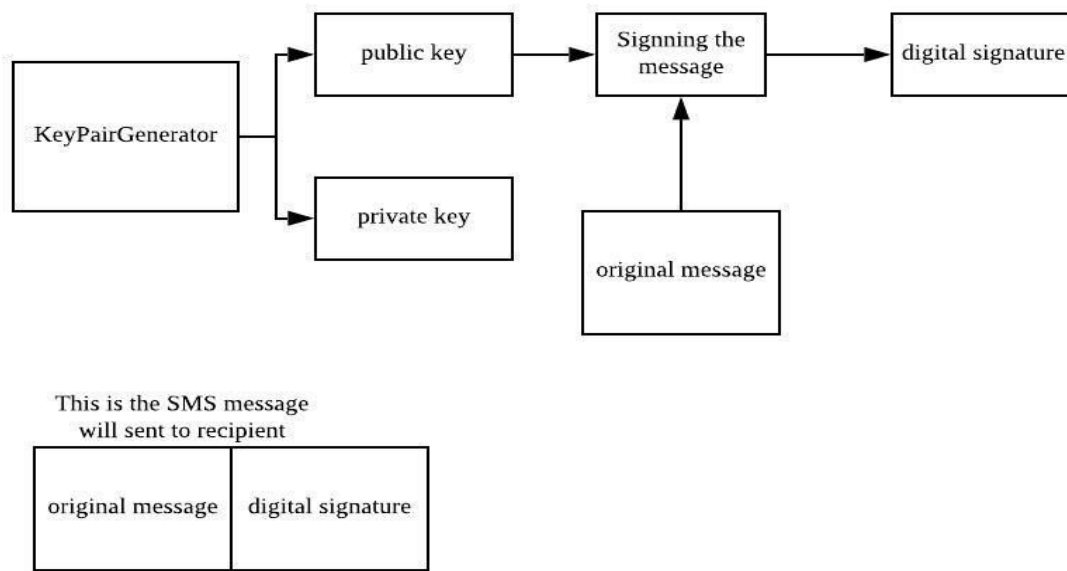 public key
Signning the
message
digital signature
KeyPairGenerator
private key
original message
This is the SMS message
will sent to recipient
original message
digital signature